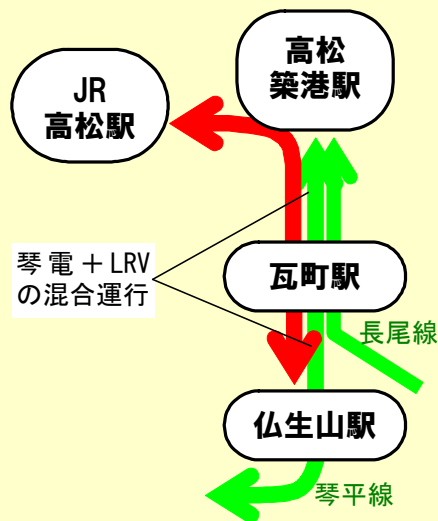 高松
築港駅
JR
高松駅
琴電＋LRV
の混合運行
瓦町駅
長尾線
仏生山駅
琴平線